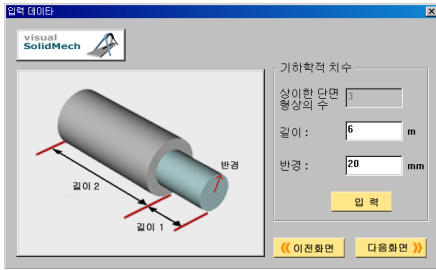 입력 데이타
visual
SolidMech
기하학적 치수
상이한 단면
형상의 수
3
길이 :
6
m
반경 :
20
mm
입 력
반경
길이 2
길이 1
이전화면
다음화면